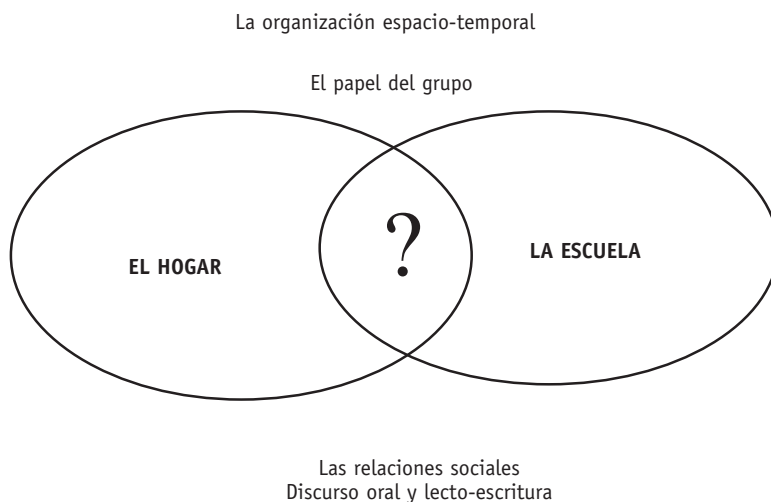 La organización espacio-temporal
El papel del grupo
?
EL HOGAR
LA ESCUELA
Las relaciones sociales
Discurso oral y lecto-escritura